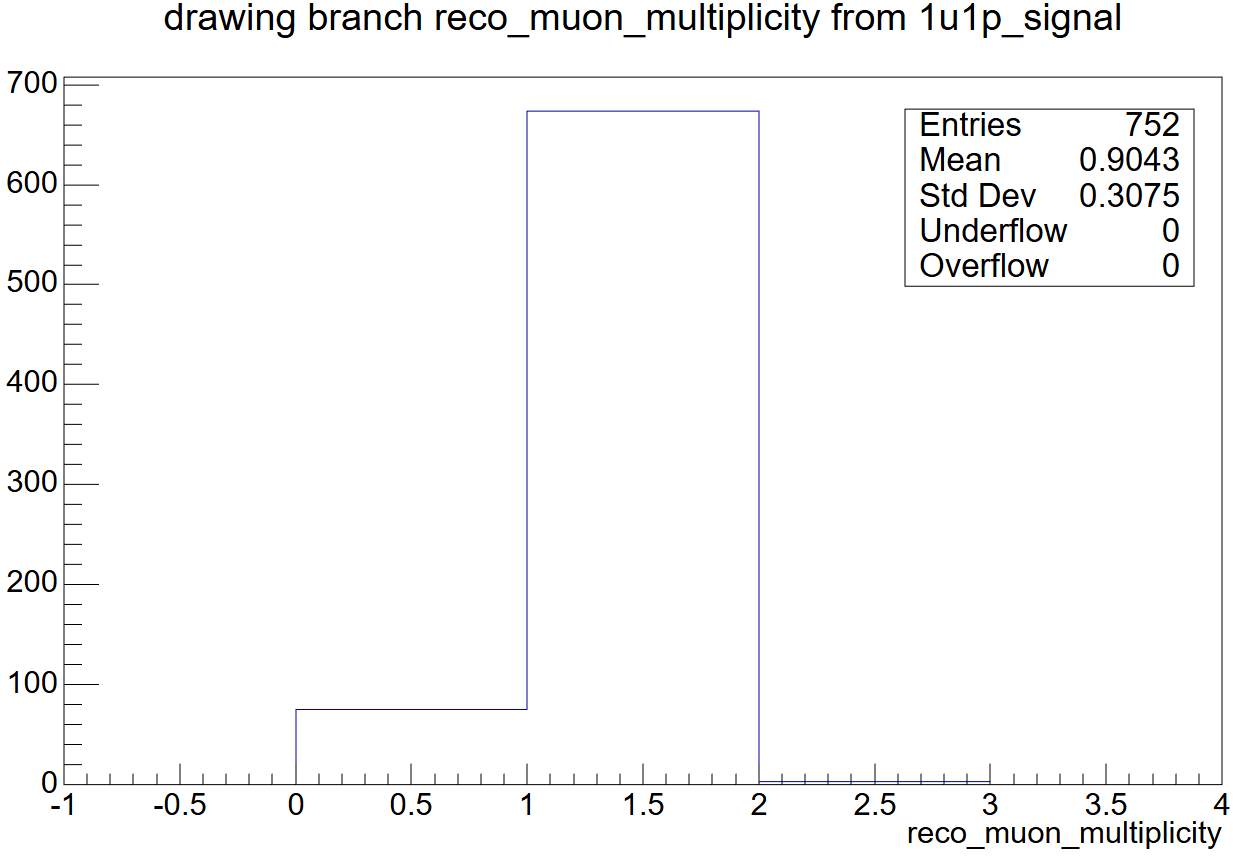 drawing branch reco_muon_multiplicity from 1u1p_signal
700
600
500
400
300
200
100
0
Entries 752
Mean 0.9043
Std Dev 0.3075
Underflow 0
Overflow 0
-1 -0.5 0 0.5 1 1.5 2 2.5 3 3.5 4
reco_muon_multiplicity